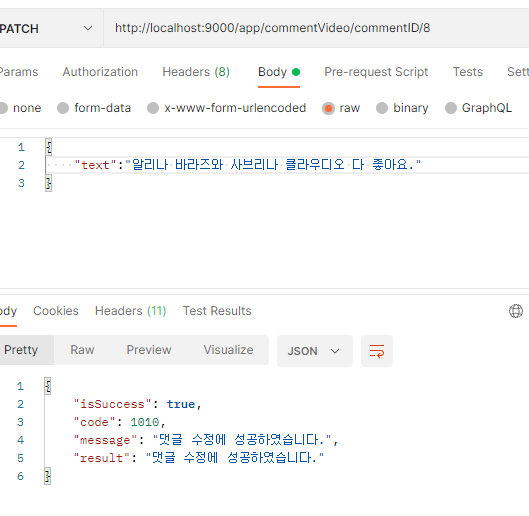 PATCH http://localhost:9000/app/commentVideo/commentID/8
Params Authorization Headers (8) Body Pre-request Script Tests Sett
none form-data x-www-form-urlencoded raw binary GraphQL
1 {
2 "text":"알리나 바라즈와 사브리나 클라우디오 다 좋아요."
3 }
ody Cookies Headers (11) Test Results
Pretty Raw Preview Visualize JSON
1 {
2 "isSuccess": true,
3 "code": 1010,
4 "message": "댓글 수정에 성공하였습니다.",
5 "result": "댓글 수정에 성공하였습니다."
6 }